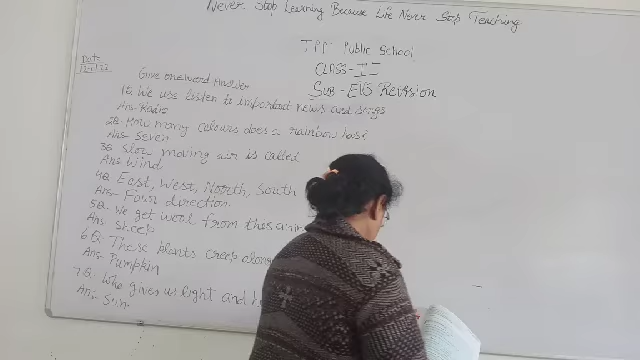 Never Stop Learning Because Life Never Stop Teaching
TPT Public School
CLASS-II
Date
Sub-EVS Revision
Give one word Answer
1Q. We use listen to important news and songs
Ans- Radio
2Q. How many colours does a rainbow have
Ans- Seven
3Q. Slow moving air is called
Ans- Wind
4Q. East, West, North, South
Ans- Four direction
5Q. We get wool from these
Ans- Sheep
6Q. These plants creep along
Ans- Pumpkin
7Q. Who gives us light and
Ans- Sun